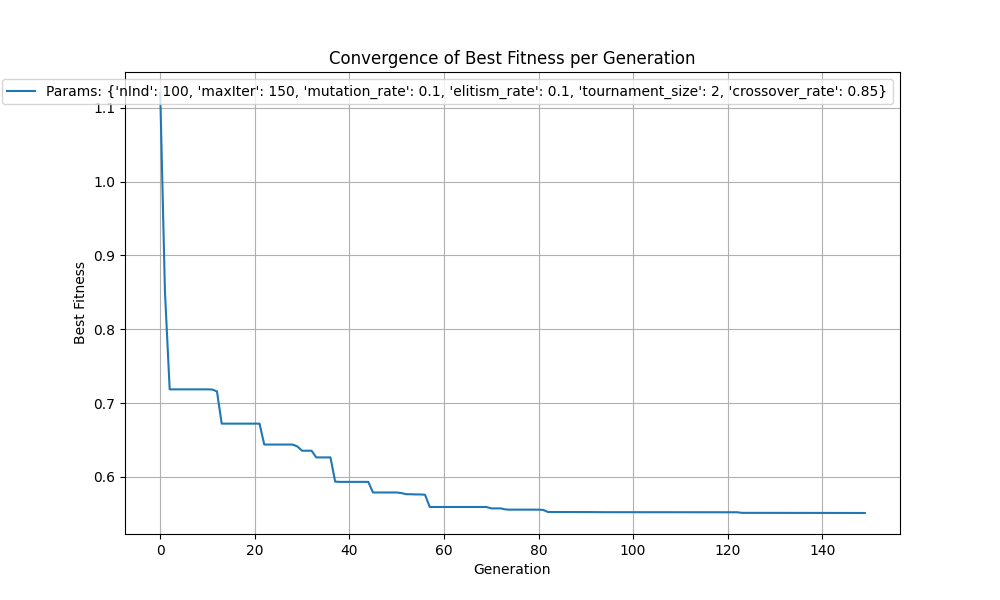 Convergence of Best Fitness per Generation
Params: {'nInd': 100, 'maxIter': 150, 'mutation_rate': 0.1, 'elitism_rate': 0.1, 'tournament_size': 2, 'crossover_rate': 0.85}
1.1
1.0
0.9
0.8
0.7
0.6
Best Fitness
0 20 40 60 80 100 120 140
Generation